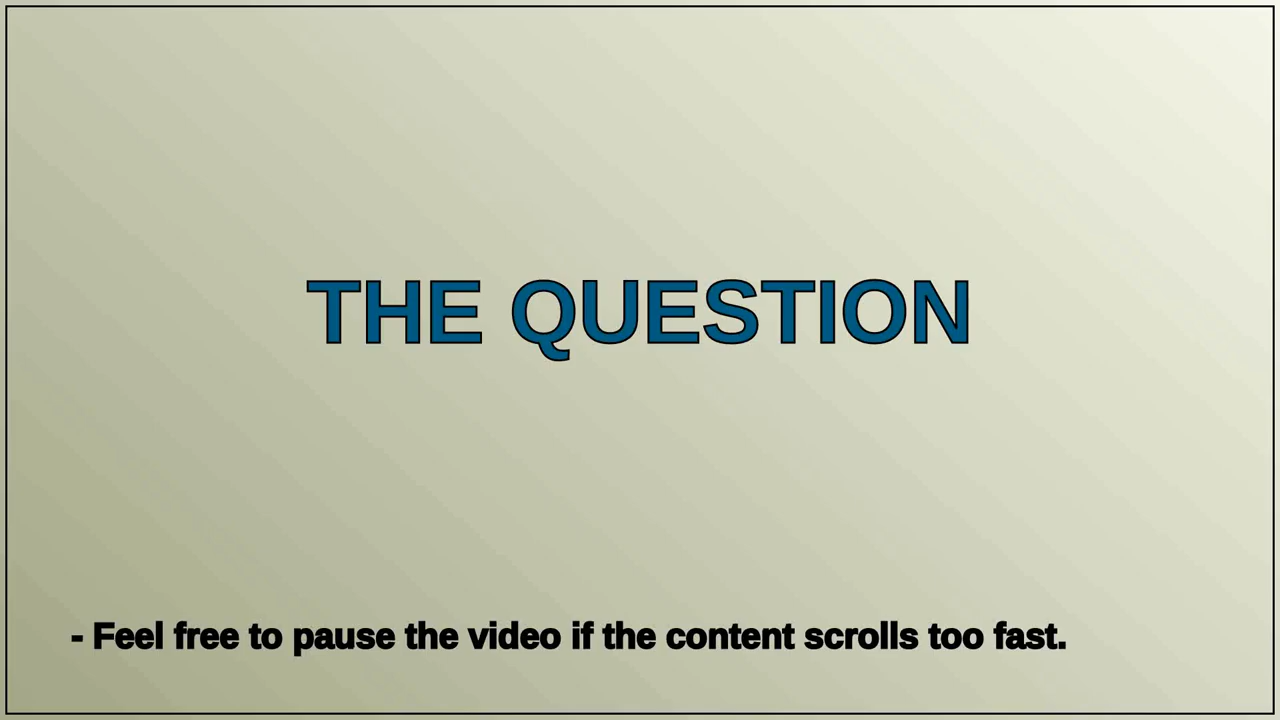 THE QUESTION
- Feel free to pause the video if the content scrolls too fast.